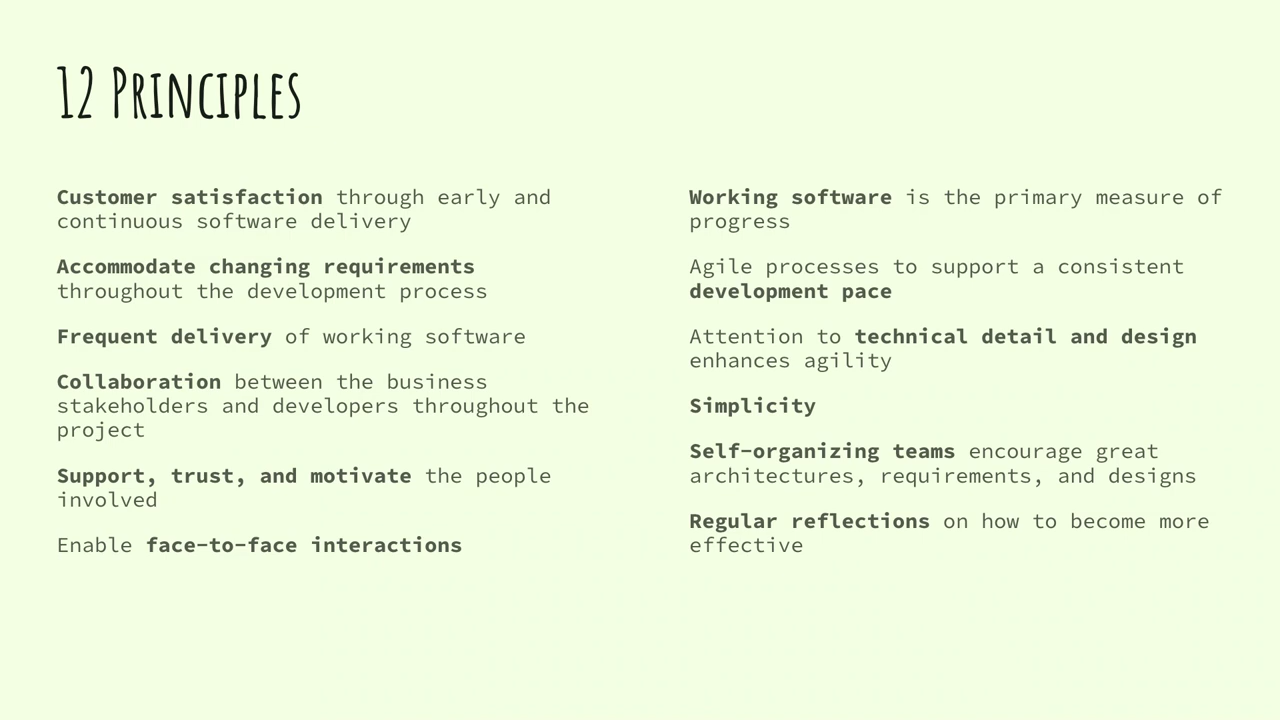 12 Principles
Customer satisfaction through early and
continuous software delivery
Accommodate changing requirements
throughout the development process
Frequent delivery of working software
Collaboration between the business
stakeholders and developers throughout the
project
Support, trust, and motivate the people
involved
Enable face-to-face interactions
Working software is the primary measure of
progress
Agile processes to support a consistent
development pace
Attention to technical detail and design
enhances agility
Simplicity
Self-organizing teams encourage great
architectures, requirements, and designs
Regular reflections on how to become more
effective